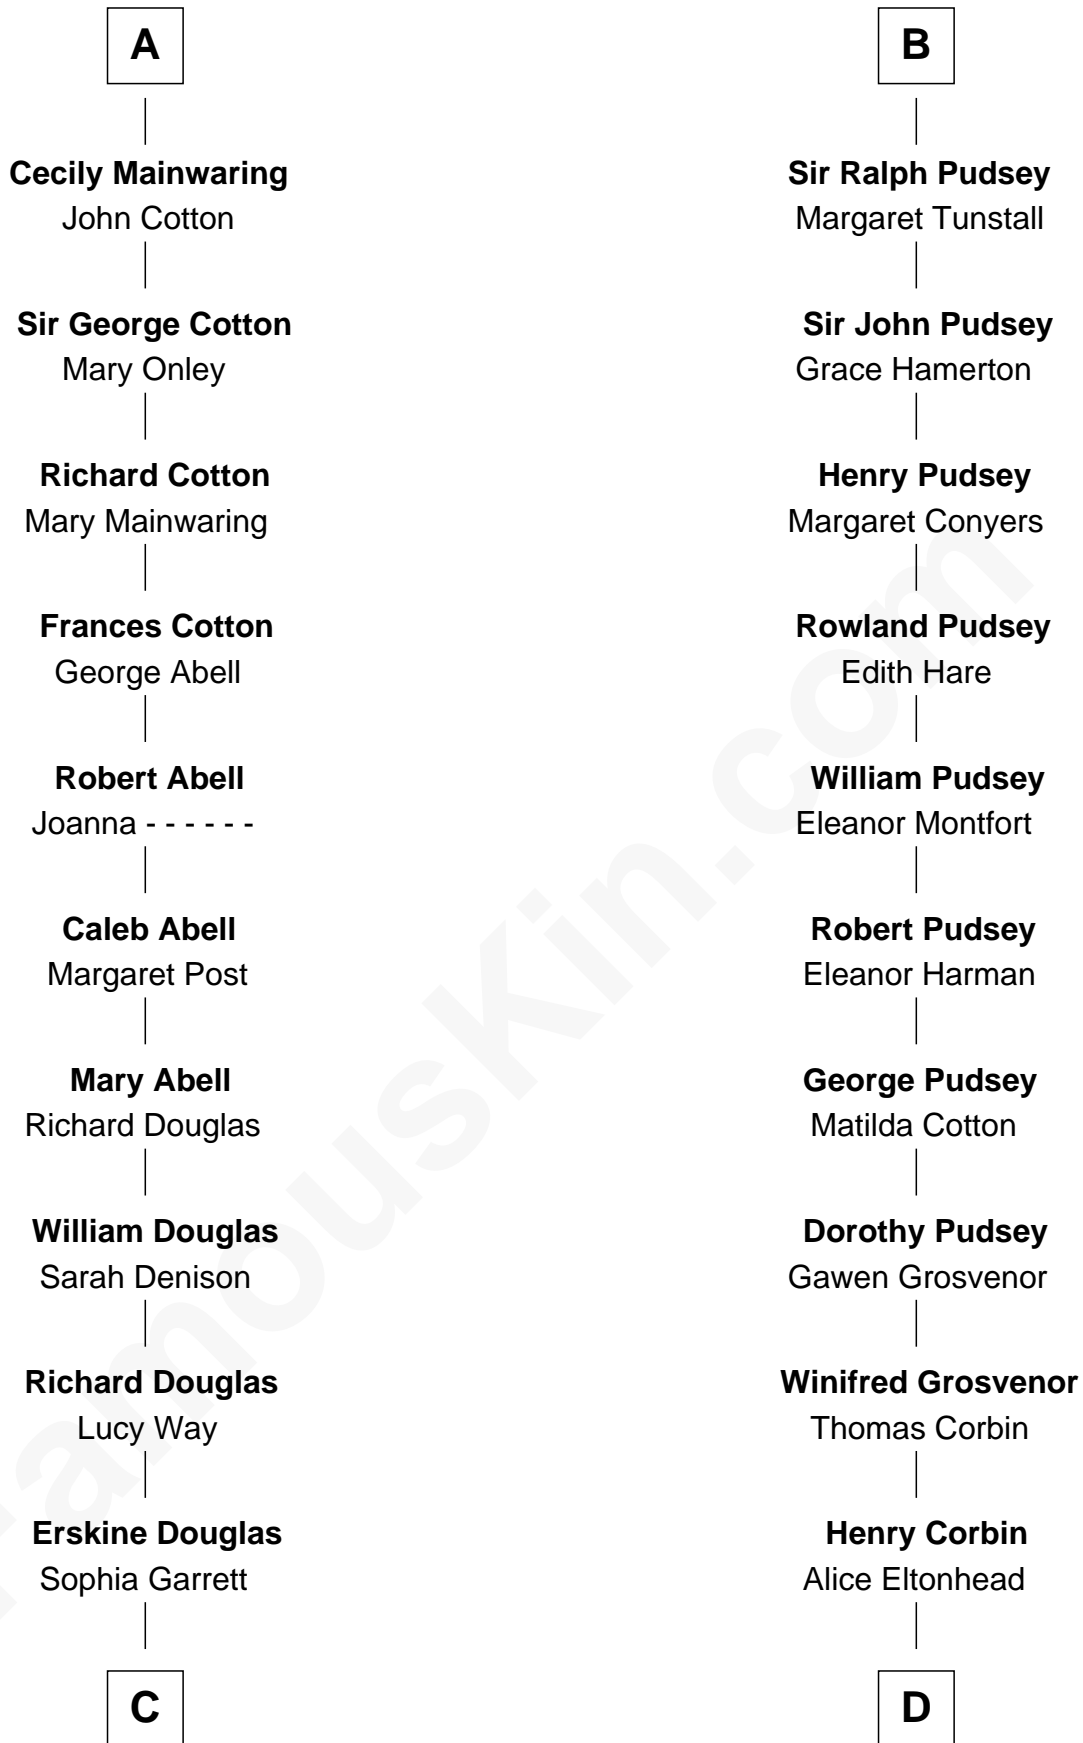 A
Cecily Mainwaring
John Cotton
Sir George Cotton
Mary Onley
Richard Cotton
Mary Mainwaring
Frances Cotton
George Abell
Robert Abell
Joanna - - - - - -
Caleb Abell
Margaret Post
Mary Abell
Richard Douglas
William Douglas
Sarah Denison
Richard Douglas
Lucy Way
Erskine Douglas
Sophia Garrett
C
B
Sir Ralph Pudsey
Margaret Tunstall
Sir John Pudsey
Grace Hamerton
Henry Pudsey
Margaret Conyers
Rowland Pudsey
Edith Hare
William Pudsey
Eleanor Montfort
Robert Pudsey
Eleanor Harman
George Pudsey
Matilda Cotton
Dorothy Pudsey
Gawen Grosvenor
Winifred Grosvenor
Thomas Corbin
Henry Corbin
Alice Eltonhead
D
FamousKin.com